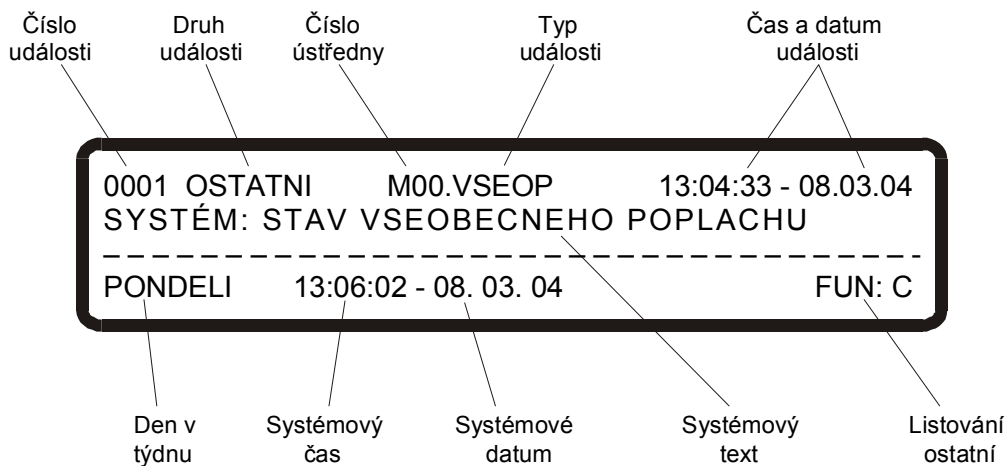 Číslo Druh Číslo Typ Čas a datum
události události ústředny události události
0001 OSTATNI M00.VSEOP 13:04:33 - 08.03.04
SYSTÉM: STAV VSEOBECNEHO POPLACHU
PONDELI 13:06:02 - 08. 03. 04 FUN: C
Den v Systémový Systémové Systémový Listování
týdnu čas datum text ostatní